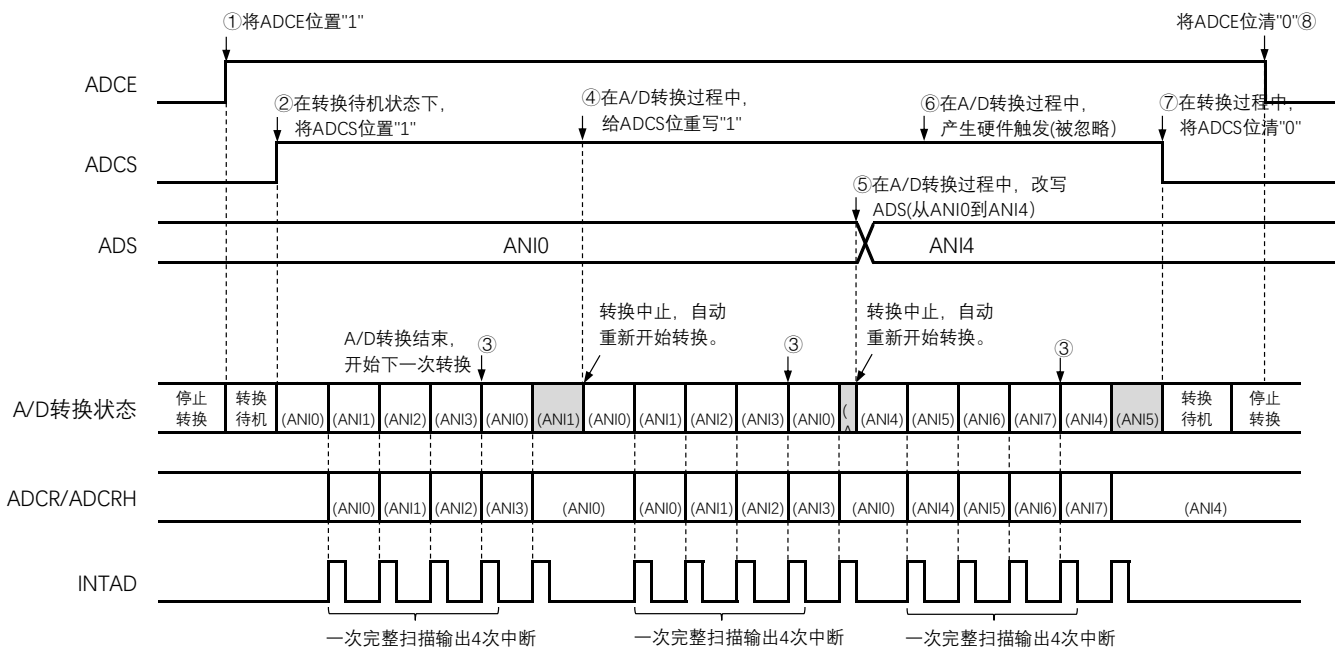 ①将ADCE位置"1"
将ADCE位清"0"⑧
ADCE
②在转换待机状态下，
将ADCS位置"1"
④在A/D转换过程中，
给ADCS位重写"1"
⑥在A/D转换过程中，
产生硬件触发(被忽略)
⑦在转换过程中，
将ADCS位清"0"
ADCS
⑤在A/D转换过程中，改写
ADS(从ANI0到ANI4)
ADS
ANI0
ANI4
A/D转换结束，
开始下一次转换
③
转换中止，自动
重新开始转换。
③
转换中止，自动
重新开始转换。
③
A/D转换状态
停止
转换
转换
待机
(ANI0) (ANI1) (ANI2) (ANI3) (ANI0) (ANI1) (ANI0) (ANI1) (ANI2) (ANI3) (ANI0) (ANI4) (ANI5) (ANI6) (ANI7) (ANI4) (ANI5)
转换
待机
停止
转换
ADCR/ADCRH
(ANI0) (ANI1) (ANI2) (ANI3) (ANI0) (ANI0) (ANI1) (ANI2) (ANI3) (ANI0) (ANI4) (ANI5) (ANI6) (ANI7) (ANI4)
INTAD
一次完整扫描输出4次中断
一次完整扫描输出4次中断
一次完整扫描输出4次中断